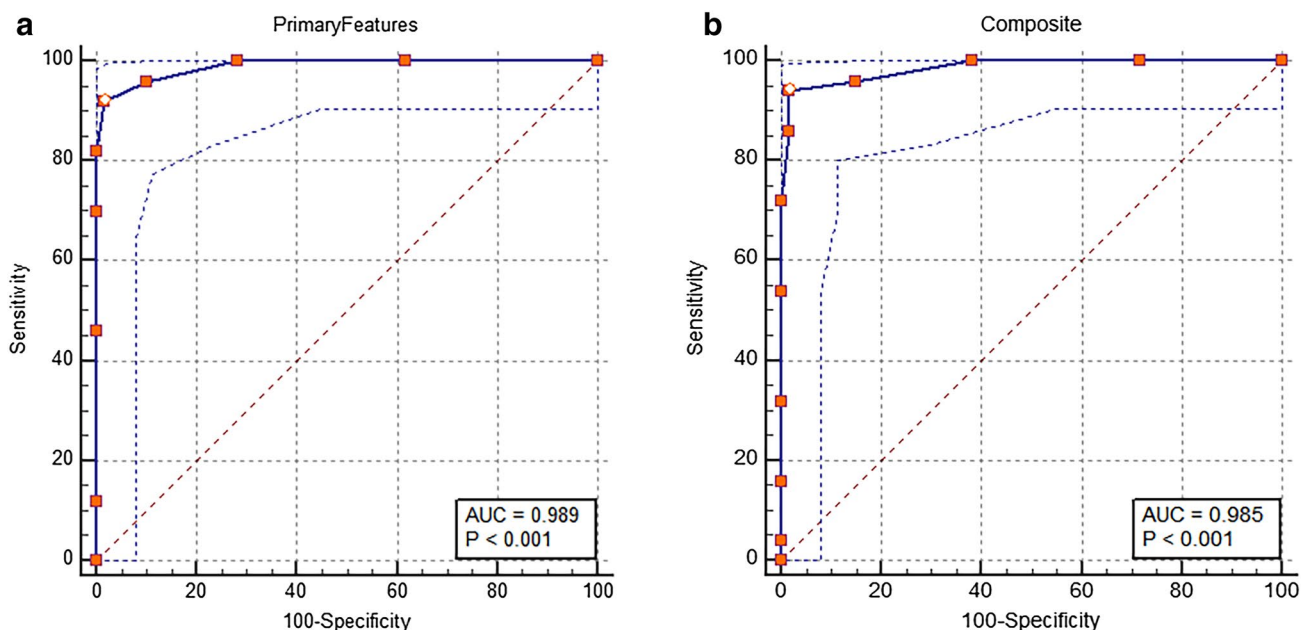 a
PrimaryFeatures
100
80
60
40
20
0
Sensitivity
AUC = 0.989
P < 0.001
0 20 40 60 80 100
100-Specificity
b
Composite
100
80
60
40
20
0
Sensitivity
AUC = 0.985
P < 0.001
0 20 40 60 80 100
100-Specificity